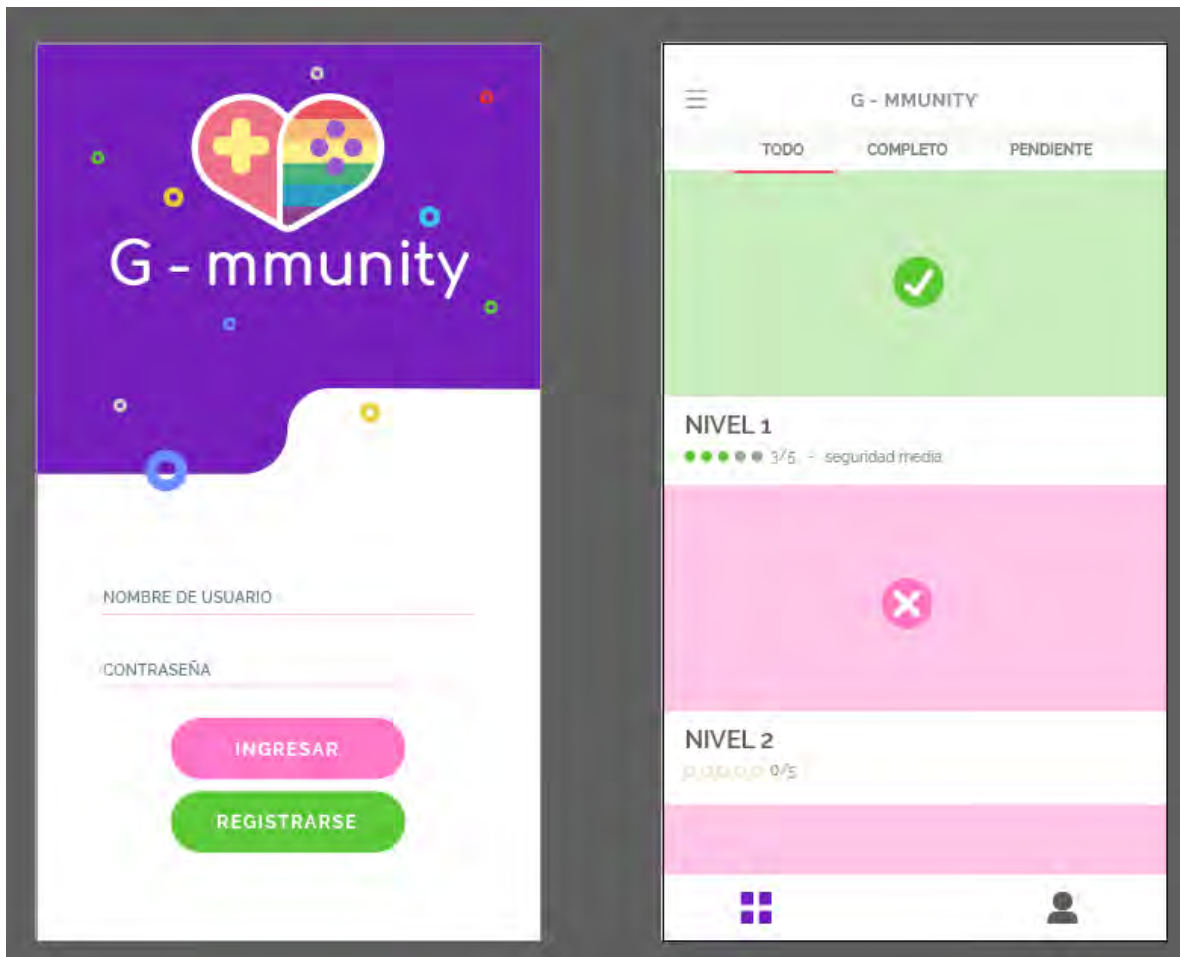 G - mmunity
NOMBRE DE USUARIO
CONTRASEÑA
INGRESAR
REGISTRARSE
G - MMUNITY
TODO COMPLETO PENDIENTE
NIVEL 1
3/5 - seguridad media
NIVEL 2
0/5